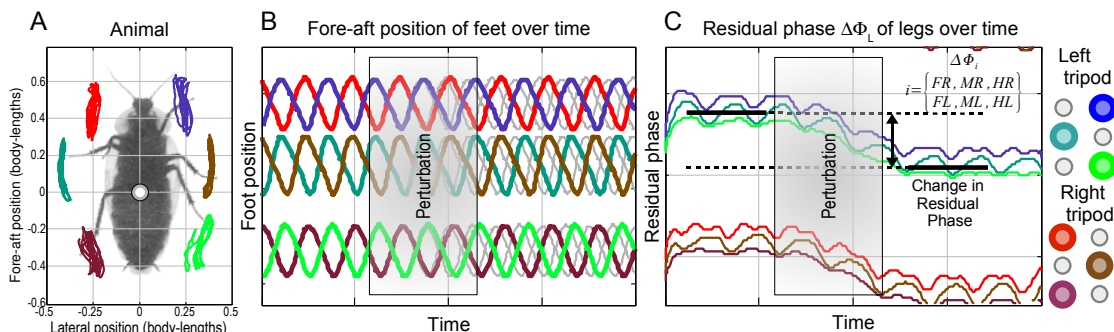 A
Animal
Fore-aft position (body-lengths)
0.6
0.4
0.2
0
-0.2
-0.4
-0.6
-0.5
-0.25
0
0.25
0.5
Lateral position (body-lengths)
B
Fore-aft position of feet over time
Foot position
Perturbation
Time
C
Residual phase ΔΦL of legs over time
Residual phase
Perturbation
ΔΦi
i={FR, MR, HR
FL, ML, HL}
Change in
Residual
Phase
Time
Left
tripod
Right
tripod